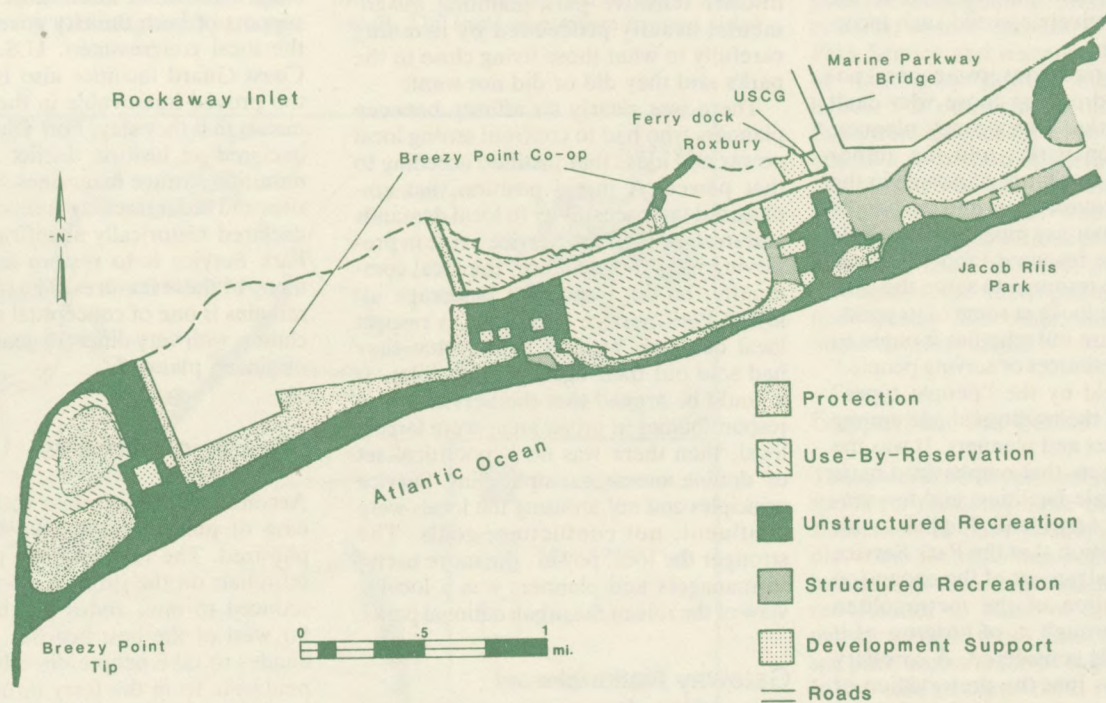 Marine Parkway
Bridge
USCG
Rockaway Inlet
Ferry dock
Roxbury
Breezy Point Co-op
N
Jacob Riis
Park
Atlantic Ocean
Protection
Use-By-Reservation
Unstructured Recreation
Structured Recreation
Development Support
Roads
Breezy Point
Tip
0 .5 1
mi.